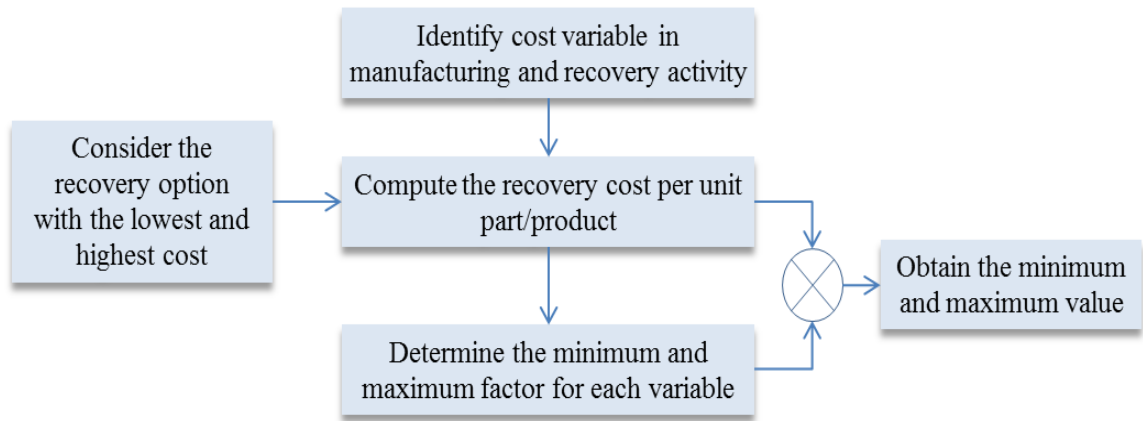 Identify cost variable in
manufacturing and recovery activity
Consider the
recovery option
with the lowest and
highest cost
Compute the recovery cost per unit
part/product
Obtain the minimum
and maximum value
Determine the minimum and
maximum factor for each variable